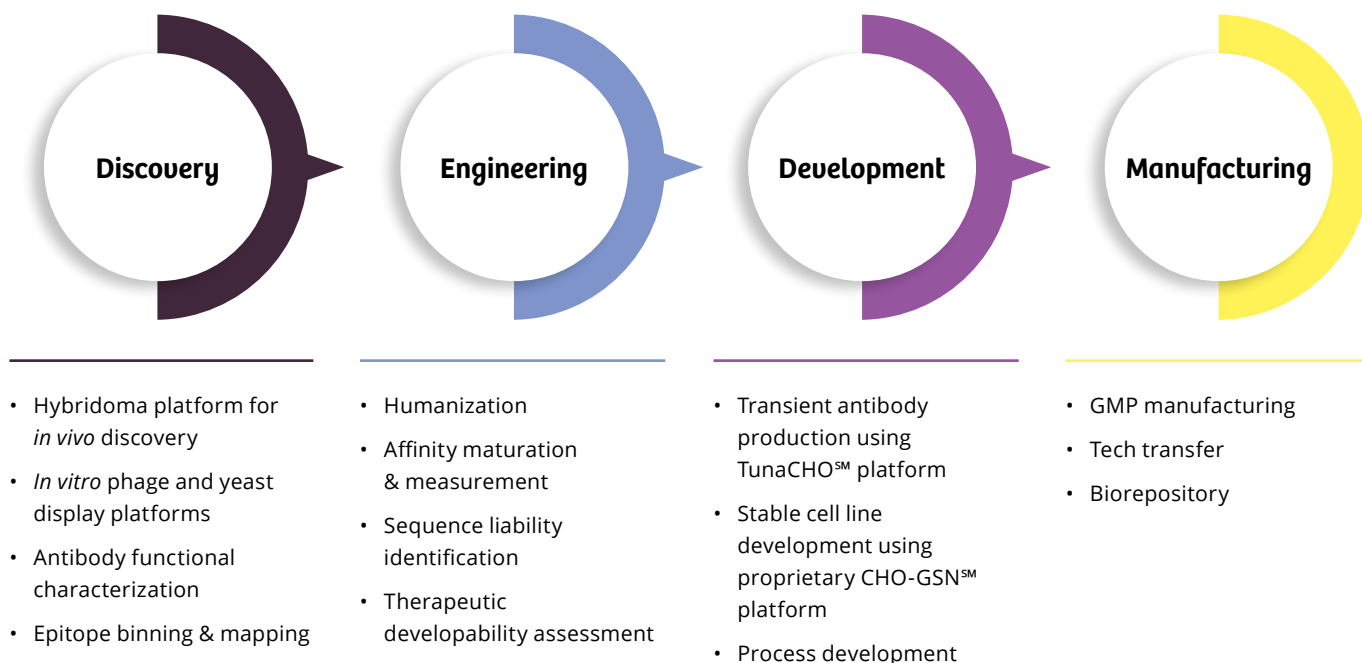 Discovery
Engineering
Development
Manufacturing
• Hybridoma platform for
in vivo discovery
• In vitro phage and yeast
display platforms
• Antibody functional
characterization
• Epitope binning & mapping
• Humanization
• Affinity maturation
& measurement
• Sequence liability
identification
• Therapeutic
developability assessment
• Transient antibody
production using
TunaCHO℠ platform
• Stable cell line
development using
proprietary CHO-GSN℠
platform
• Process development
• GMP manufacturing
• Tech transfer
• Biorepository